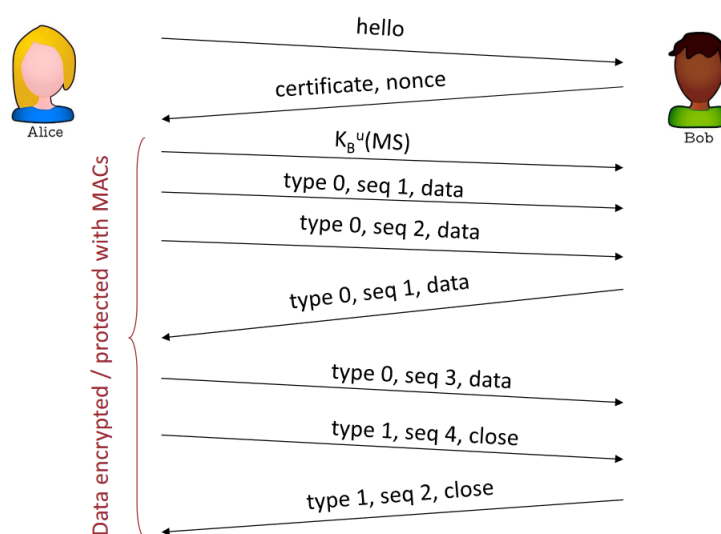 hello
certificate, nonce
Alice
Bob
K_B^u(MS)
type 0, seq 1, data
type 0, seq 2, data
type 0, seq 1, data
type 0, seq 3, data
type 1, seq 4, close
type 1, seq 2, close
Data encrypted / protected with MACs